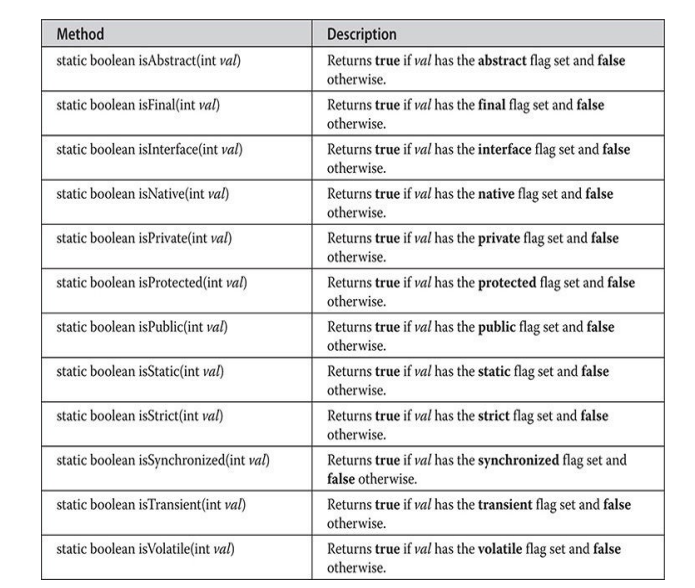 Method Description
static boolean isAbstract(int val) Returns true if val has the abstract flag set and false
otherwise.
static boolean isFinal(int val) Returns true if val has the final flag set and false
otherwise.
static boolean isInterface(int val) Returns true if val has the interface flag set and false
otherwise.
static boolean isNative(int val) Returns true if val has the native flag set and false
otherwise.
static boolean isPrivate(int val) Returns true if val has the private flag set and false
otherwise.
static boolean isProtected(int val) Returns true if val has the protected flag set and false
otherwise.
static boolean isPublic(int val) Returns true if val has the public flag set and false
otherwise.
static boolean isStatic(int val) Returns true if val has the static flag set and false
otherwise.
static boolean isStrict(int val) Returns true if val has the strict flag set and false
otherwise.
static boolean isSynchronized(int val) Returns true if val has the synchronized flag set and
false otherwise.
static boolean isTransient(int val) Returns true if val has the transient flag set and false
otherwise.
static boolean isVolatile(int val) Returns true if val has the volatile flag set and false
otherwise.